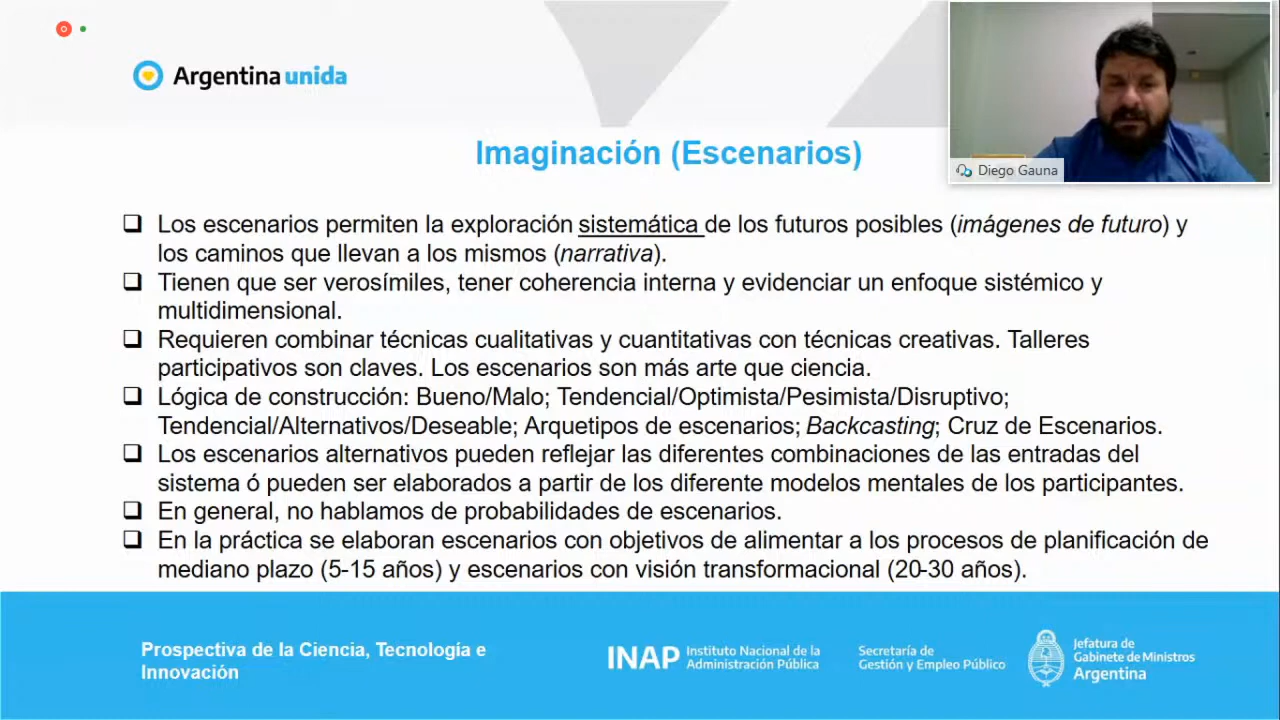 Argentina unida
Diego Gauna
Imaginación (Escenarios)
❑ Los escenarios permiten la exploración sistemática de los futuros posibles (imágenes de futuro) y
los caminos que llevan a los mismos (narrativa).
❑ Tienen que ser verosímiles, tener coherencia interna y evidenciar un enfoque sistémico y
multidimensional.
❑ Requieren combinar técnicas cualitativas y cuantitativas con técnicas creativas. Talleres
participativos son claves. Los escenarios son más arte que ciencia.
❑ Lógica de construcción: Bueno/Malo; Tendencial/Optimista/Pesimista/Disruptivo;
Tendencial/Alternativos/Deseable; Arquetipos de escenarios; Backcasting; Cruz de Escenarios.
❑ Los escenarios alternativos pueden reflejar las diferentes combinaciones de las entradas del
sistema ó pueden ser elaborados a partir de los diferente modelos mentales de los participantes.
❑ En general, no hablamos de probabilidades de escenarios.
❑ En la práctica se elaboran escenarios con objetivos de alimentar a los procesos de planificación de
mediano plazo (5-15 años) y escenarios con visión transformacional (20-30 años).
Prospectiva de la Ciencia, Tecnología e
Innovación
INAP
Instituto Nacional de la
Administración Pública
Secretaría de
Gestión y Empleo Público
Jefatura de
Gabinete de Ministros
Argentina